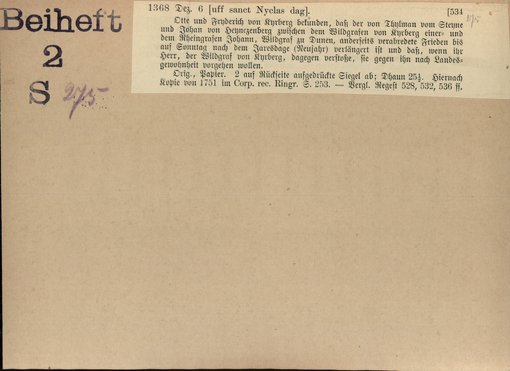 Beiheft
2
S 275
1368 Dez. 6 [uff sanct Nyclas dag]. [534
275
Otte und Fryderich von Kyrberg bekunden, daß der von Thylman vom Steyne
und Johan von Heynczenberg zwischen dem Wildgrafen von Kyrberg einer- und
dem Rheingrafen Johann, Wildgraf zu Dunen, anderseits verabredete Frieden bis
auf Sonntag nach dem Jaresdage (Neujahr) verlängert ist und daß, wenn ihr
Herr, der Wildgraf von Kyrberg, dagegen verstoße, sie gegen ihn nach Landes-
gewohnheit vorgehen wollen.
Orig., Papier. 2 auf Rückseite aufgedrückte Siegel ab; Dhaun 25½. Hiernach
Kopie von 1751 im Corp. rec. Ringr. S. 253. — Vergl. Regest 528, 532, 536 ff.